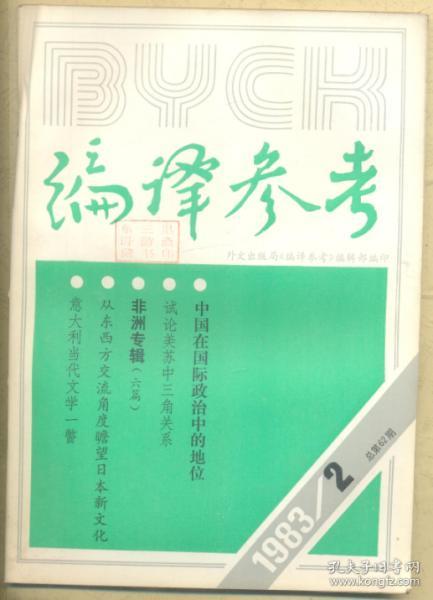 BYCK
编译参考
外文出版局《编译参考》编辑部编印
中国在国际政治中的地位
试论美苏中三角关系
非洲专辑（六篇）
从东西方交流角度瞻望日本新文化
意大利当代文学一瞥
1983/2
总第62期
孔夫子旧书网
www.kongfz.com